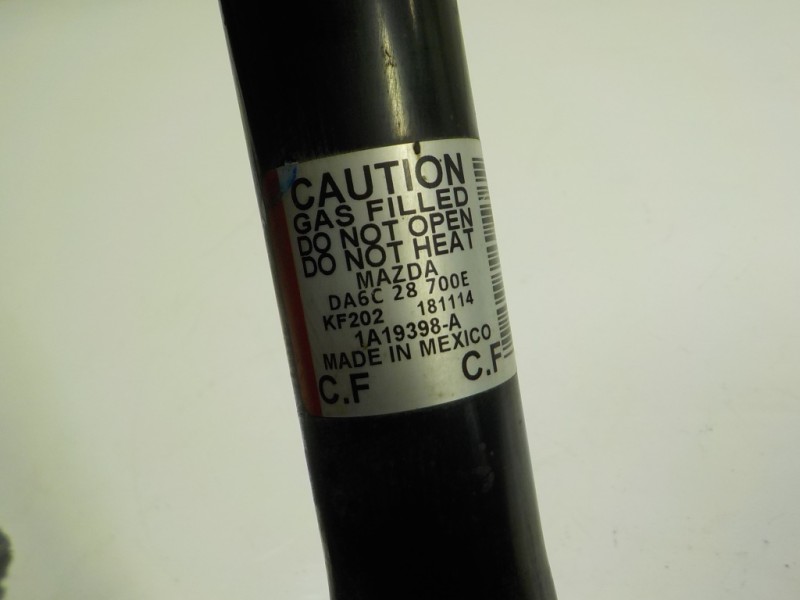 CAUTION
GAS FILLED
DO NOT OPEN
DO NOT HEAT
MAZDA
DA6C 28 700E
KF202 181114
1A19398-A
MADE IN MEXICO
C.F C.F